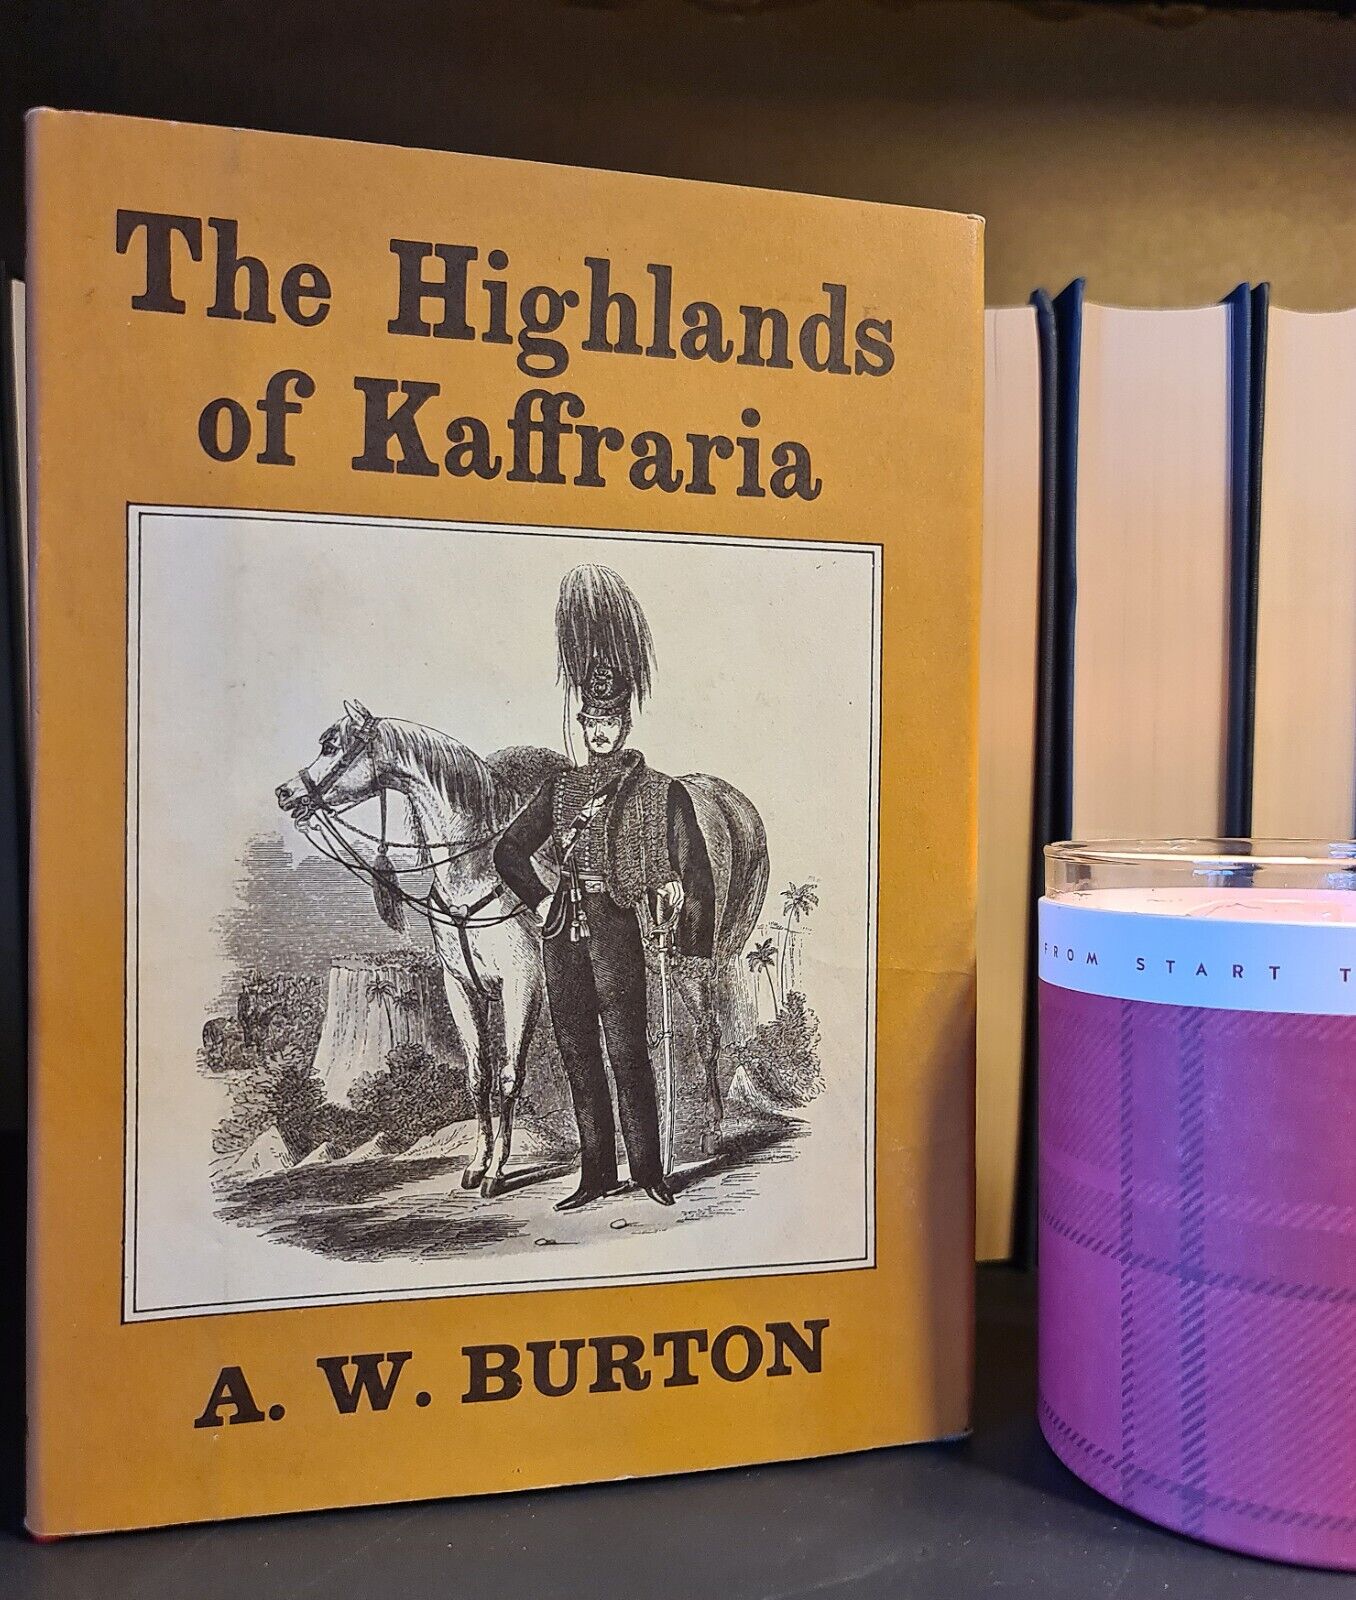 The Highlands
of Kaffraria
A. W. BURTON
FROM START T